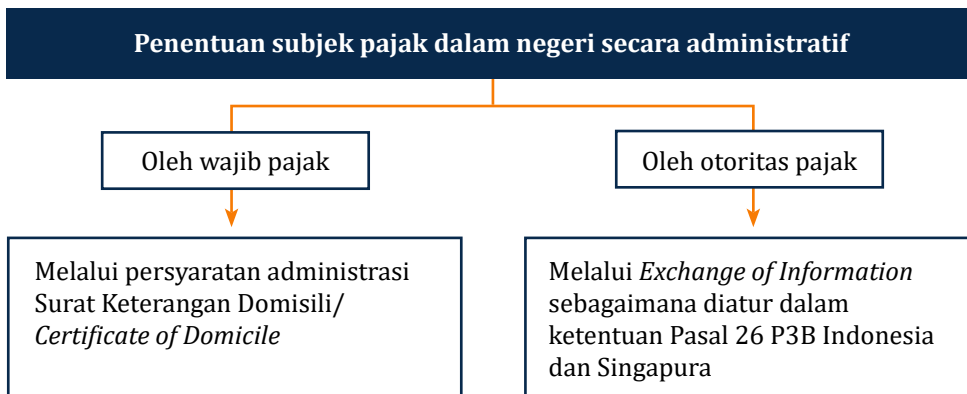 Penentuan subjek pajak dalam negeri secara administratif
Oleh wajib pajak
Oleh otoritas pajak
Melalui persyaratan administrasi
Surat Keterangan Domisili/
Certificate of Domicile
Melalui Exchange of Information
sebagaimana diatur dalam
ketentuan Pasal 26 P3B Indonesia
dan Singapura